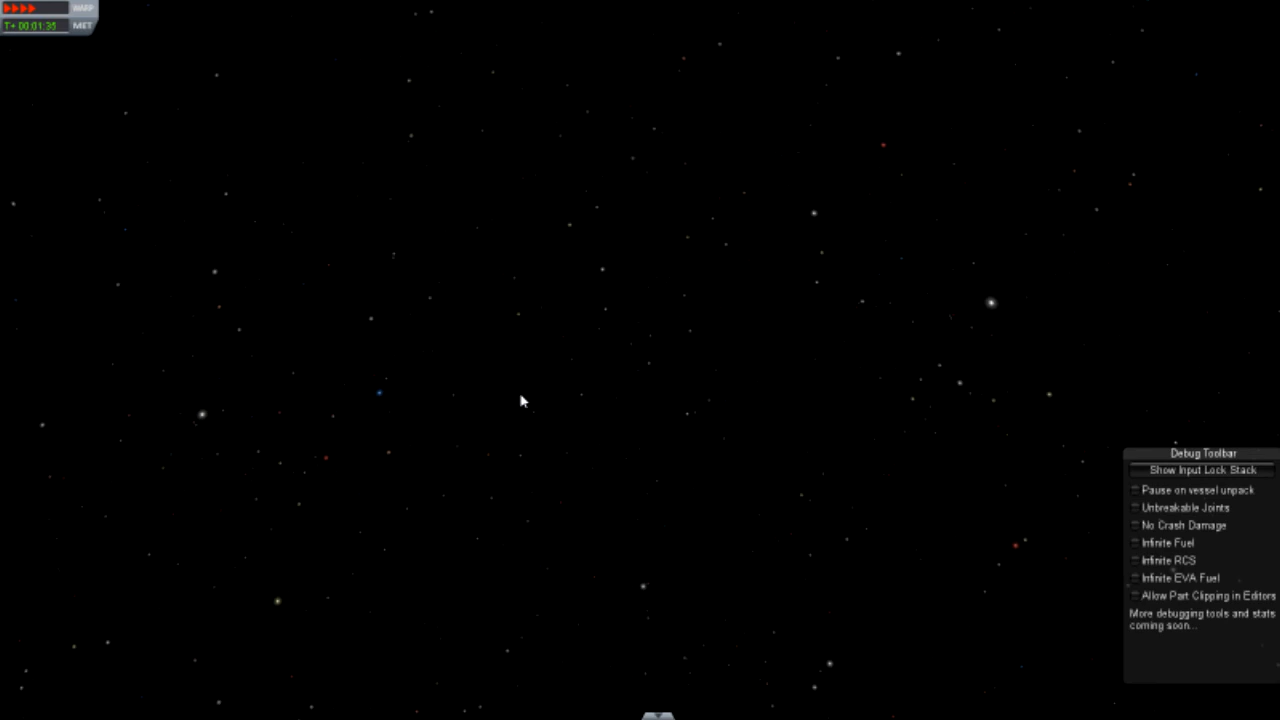 WARP
T+ 00:01:35 MET
Debug Toolbar
Show Input Lock Stack
Pause on vessel unpack
Unbreakable Joints
No Crash Damage
Infinite Fuel
Infinite RCS
Infinite EVA Fuel
Allow Part Clipping in Editors
More debugging tools and stats
coming soon...